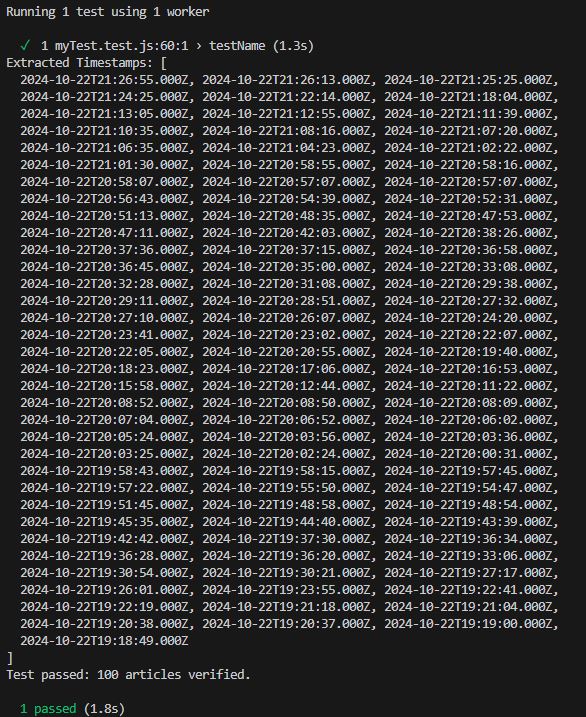 Running 1 test using 1 worker
✓ 1 myTest.test.js:60:1 › testName (1.3s)
Extracted Timestamps: [
2024-10-22T21:26:55.000Z, 2024-10-22T21:26:13.000Z, 2024-10-22T21:25:25.000Z,
2024-10-22T21:24:25.000Z, 2024-10-22T21:22:14.000Z, 2024-10-22T21:18:04.000Z,
2024-10-22T21:13:05.000Z, 2024-10-22T21:12:55.000Z, 2024-10-22T21:11:39.000Z,
2024-10-22T21:10:35.000Z, 2024-10-22T21:08:16.000Z, 2024-10-22T21:07:20.000Z,
2024-10-22T21:06:35.000Z, 2024-10-22T21:04:23.000Z, 2024-10-22T21:02:22.000Z,
2024-10-22T21:01:30.000Z, 2024-10-22T20:58:55.000Z, 2024-10-22T20:58:16.000Z,
2024-10-22T20:58:07.000Z, 2024-10-22T20:57:07.000Z, 2024-10-22T20:57:07.000Z,
2024-10-22T20:56:43.000Z, 2024-10-22T20:54:39.000Z, 2024-10-22T20:52:31.000Z,
2024-10-22T20:51:13.000Z, 2024-10-22T20:48:35.000Z, 2024-10-22T20:47:53.000Z,
2024-10-22T20:47:11.000Z, 2024-10-22T20:42:03.000Z, 2024-10-22T20:38:26.000Z,
2024-10-22T20:37:36.000Z, 2024-10-22T20:37:15.000Z, 2024-10-22T20:36:58.000Z,
2024-10-22T20:36:45.000Z, 2024-10-22T20:35:00.000Z, 2024-10-22T20:33:08.000Z,
2024-10-22T20:32:28.000Z, 2024-10-22T20:31:08.000Z, 2024-10-22T20:29:38.000Z,
2024-10-22T20:29:11.000Z, 2024-10-22T20:28:51.000Z, 2024-10-22T20:27:32.000Z,
2024-10-22T20:27:10.000Z, 2024-10-22T20:26:07.000Z, 2024-10-22T20:24:20.000Z,
2024-10-22T20:23:41.000Z, 2024-10-22T20:23:02.000Z, 2024-10-22T20:22:07.000Z,
2024-10-22T20:22:05.000Z, 2024-10-22T20:20:55.000Z, 2024-10-22T20:19:40.000Z,
2024-10-22T20:18:23.000Z, 2024-10-22T20:17:06.000Z, 2024-10-22T20:16:53.000Z,
2024-10-22T20:15:58.000Z, 2024-10-22T20:12:44.000Z, 2024-10-22T20:11:22.000Z,
2024-10-22T20:08:52.000Z, 2024-10-22T20:08:50.000Z, 2024-10-22T20:08:09.000Z,
2024-10-22T20:07:04.000Z, 2024-10-22T20:06:52.000Z, 2024-10-22T20:06:02.000Z,
2024-10-22T20:05:24.000Z, 2024-10-22T20:03:56.000Z, 2024-10-22T20:03:36.000Z,
2024-10-22T20:03:25.000Z, 2024-10-22T20:02:24.000Z, 2024-10-22T20:00:31.000Z,
2024-10-22T19:58:43.000Z, 2024-10-22T19:58:15.000Z, 2024-10-22T19:57:45.000Z,
2024-10-22T19:57:22.000Z, 2024-10-22T19:55:50.000Z, 2024-10-22T19:54:47.000Z,
2024-10-22T19:51:45.000Z, 2024-10-22T19:48:58.000Z, 2024-10-22T19:48:54.000Z,
2024-10-22T19:45:35.000Z, 2024-10-22T19:44:40.000Z, 2024-10-22T19:43:39.000Z,
2024-10-22T19:42:42.000Z, 2024-10-22T19:37:30.000Z, 2024-10-22T19:36:34.000Z,
2024-10-22T19:36:28.000Z, 2024-10-22T19:36:20.000Z, 2024-10-22T19:33:06.000Z,
2024-10-22T19:30:54.000Z, 2024-10-22T19:30:21.000Z, 2024-10-22T19:27:17.000Z,
2024-10-22T19:26:01.000Z, 2024-10-22T19:23:55.000Z, 2024-10-22T19:22:41.000Z,
2024-10-22T19:22:19.000Z, 2024-10-22T19:21:18.000Z, 2024-10-22T19:21:04.000Z,
2024-10-22T19:20:38.000Z, 2024-10-22T19:20:37.000Z, 2024-10-22T19:19:00.000Z,
2024-10-22T19:18:49.000Z
]
Test passed: 100 articles verified.
1 passed (1.8s)